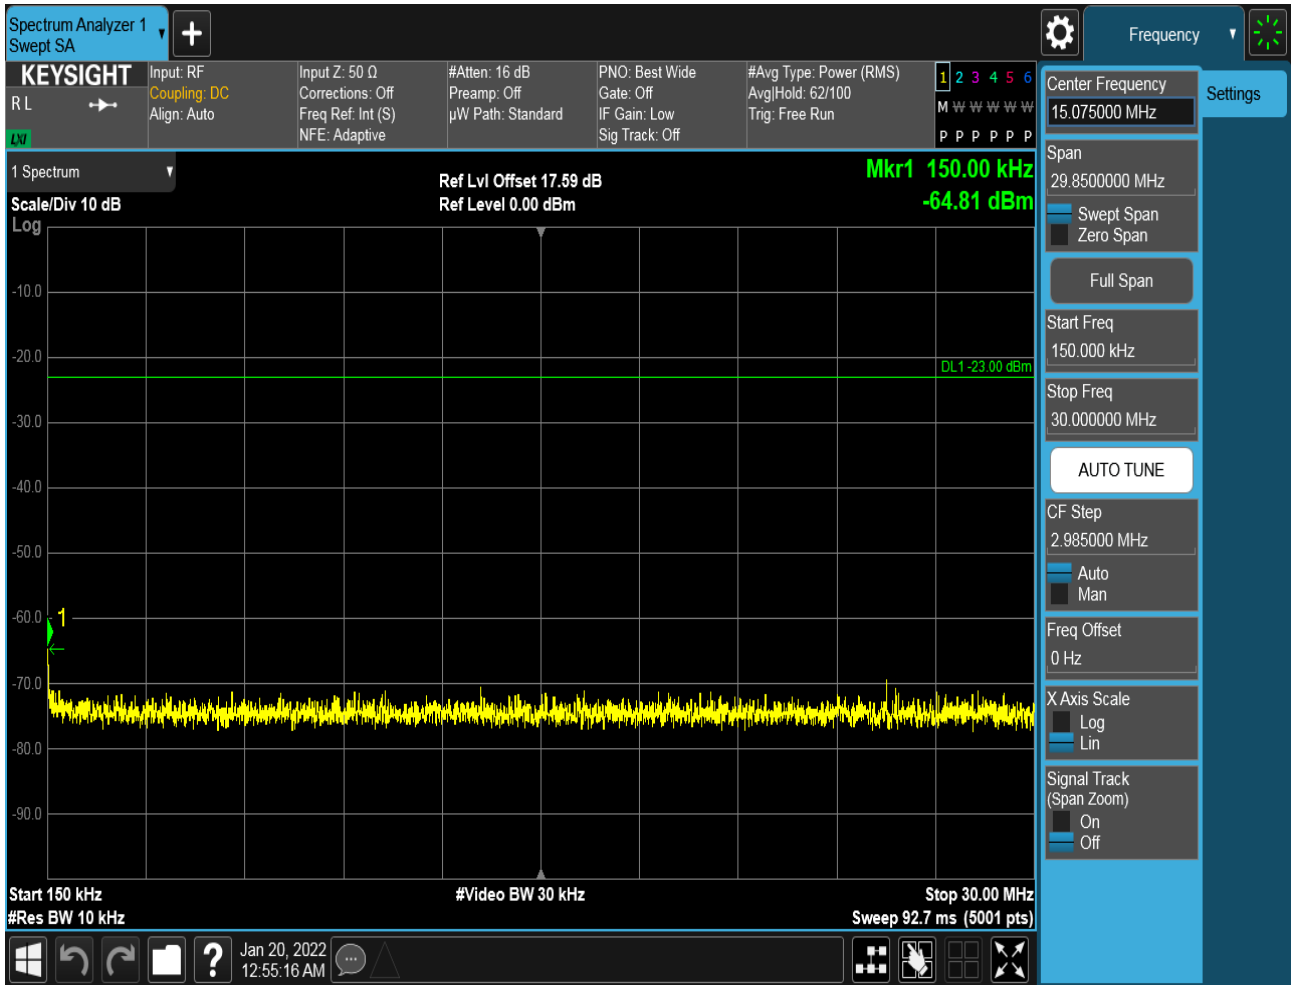 Spectrum Analyzer 1
Swept SA
Frequency
KEYSIGHT
R L
LXI
Input: RF
Coupling: DC
Align: Auto
Input Z: 50 Ω
Corrections: Off
Freq Ref: Int (S)
NFE: Adaptive
#Atten: 16 dB
Preamp: Off
µW Path: Standard
PNO: Best Wide
Gate: Off
IF Gain: Low
Sig Track: Off
#Avg Type: Power (RMS)
Avg|Hold: 62/100
Trig: Free Run
1 2 3 4 5 6
M W W W W W
P P P P P P
1 Spectrum
Scale/Div 10 dB
Log
Ref Lvl Offset 17.59 dB
Ref Level 0.00 dBm
Mkr1 150.00 kHz
-64.81 dBm
-10.0
-20.0
DL1 -23.00 dBm
-30.0
-40.0
-50.0
-60.0
1
-70.0
-80.0
-90.0
Start 150 kHz
#Res BW 10 kHz
#Video BW 30 kHz
Stop 30.00 MHz
Sweep 92.7 ms (5001 pts)
Jan 20, 2022
12:55:16 AM
Center Frequency
15.075000 MHz
Settings
Span
29.8500000 MHz
Swept Span
Zero Span
Full Span
Start Freq
150.000 kHz
Stop Freq
30.000000 MHz
AUTO TUNE
CF Step
2.985000 MHz
Auto
Man
Freq Offset
0 Hz
X Axis Scale
Log
Lin
Signal Track
(Span Zoom)
On
Off